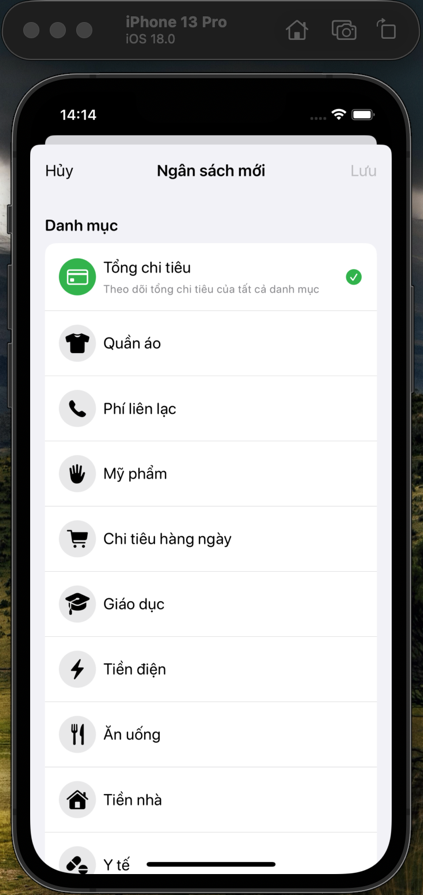 iPhone 13 Pro
iOS 18.0
14:14
Hủy
Ngân sách mới
Lưu
Danh mục
Tổng chi tiêu
Theo dõi tổng chi tiêu của tất cả danh mục
Quần áo
Phí liên lạc
Mỹ phẩm
Chi tiêu hàng ngày
Giáo dục
Tiền điện
Ăn uống
Tiền nhà
Y tế